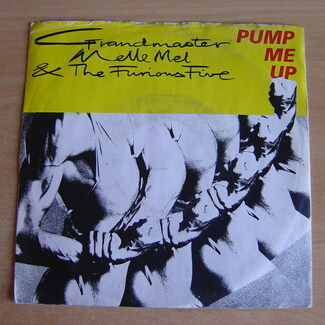 Grandmaster
Melle Mel
& The Furious Five
PUMP
ME
UP